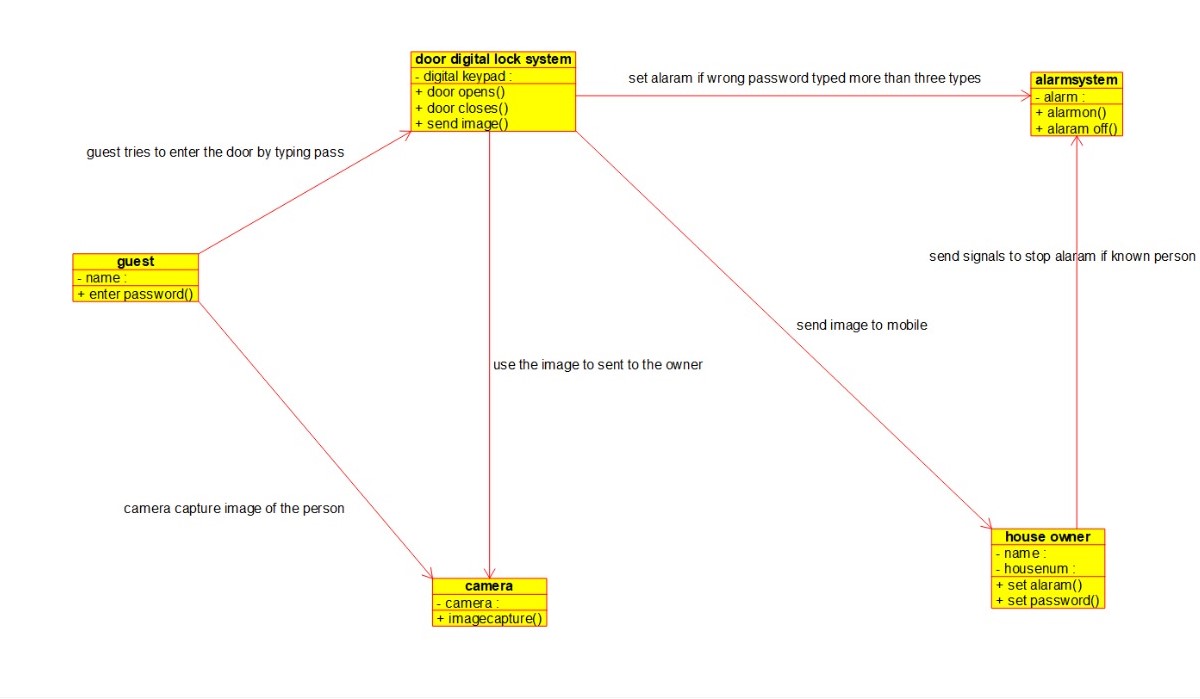 door digital lock system
- digital keypad :
+ door opens()
+ door closes()
+ send image()
set alaram if wrong password typed more than three types
alarmsystem
- alarm :
+ alarmon()
+ alaram off()
guest tries to enter the door by typing pass
guest
- name :
+ enter password()
send signals to stop alaram if known person
send image to mobile
use the image to sent to the owner
camera capture image of the person
camera
- camera :
+ imagecapture()
house owner
- name :
- housenum :
+ set alaram()
+ set password()